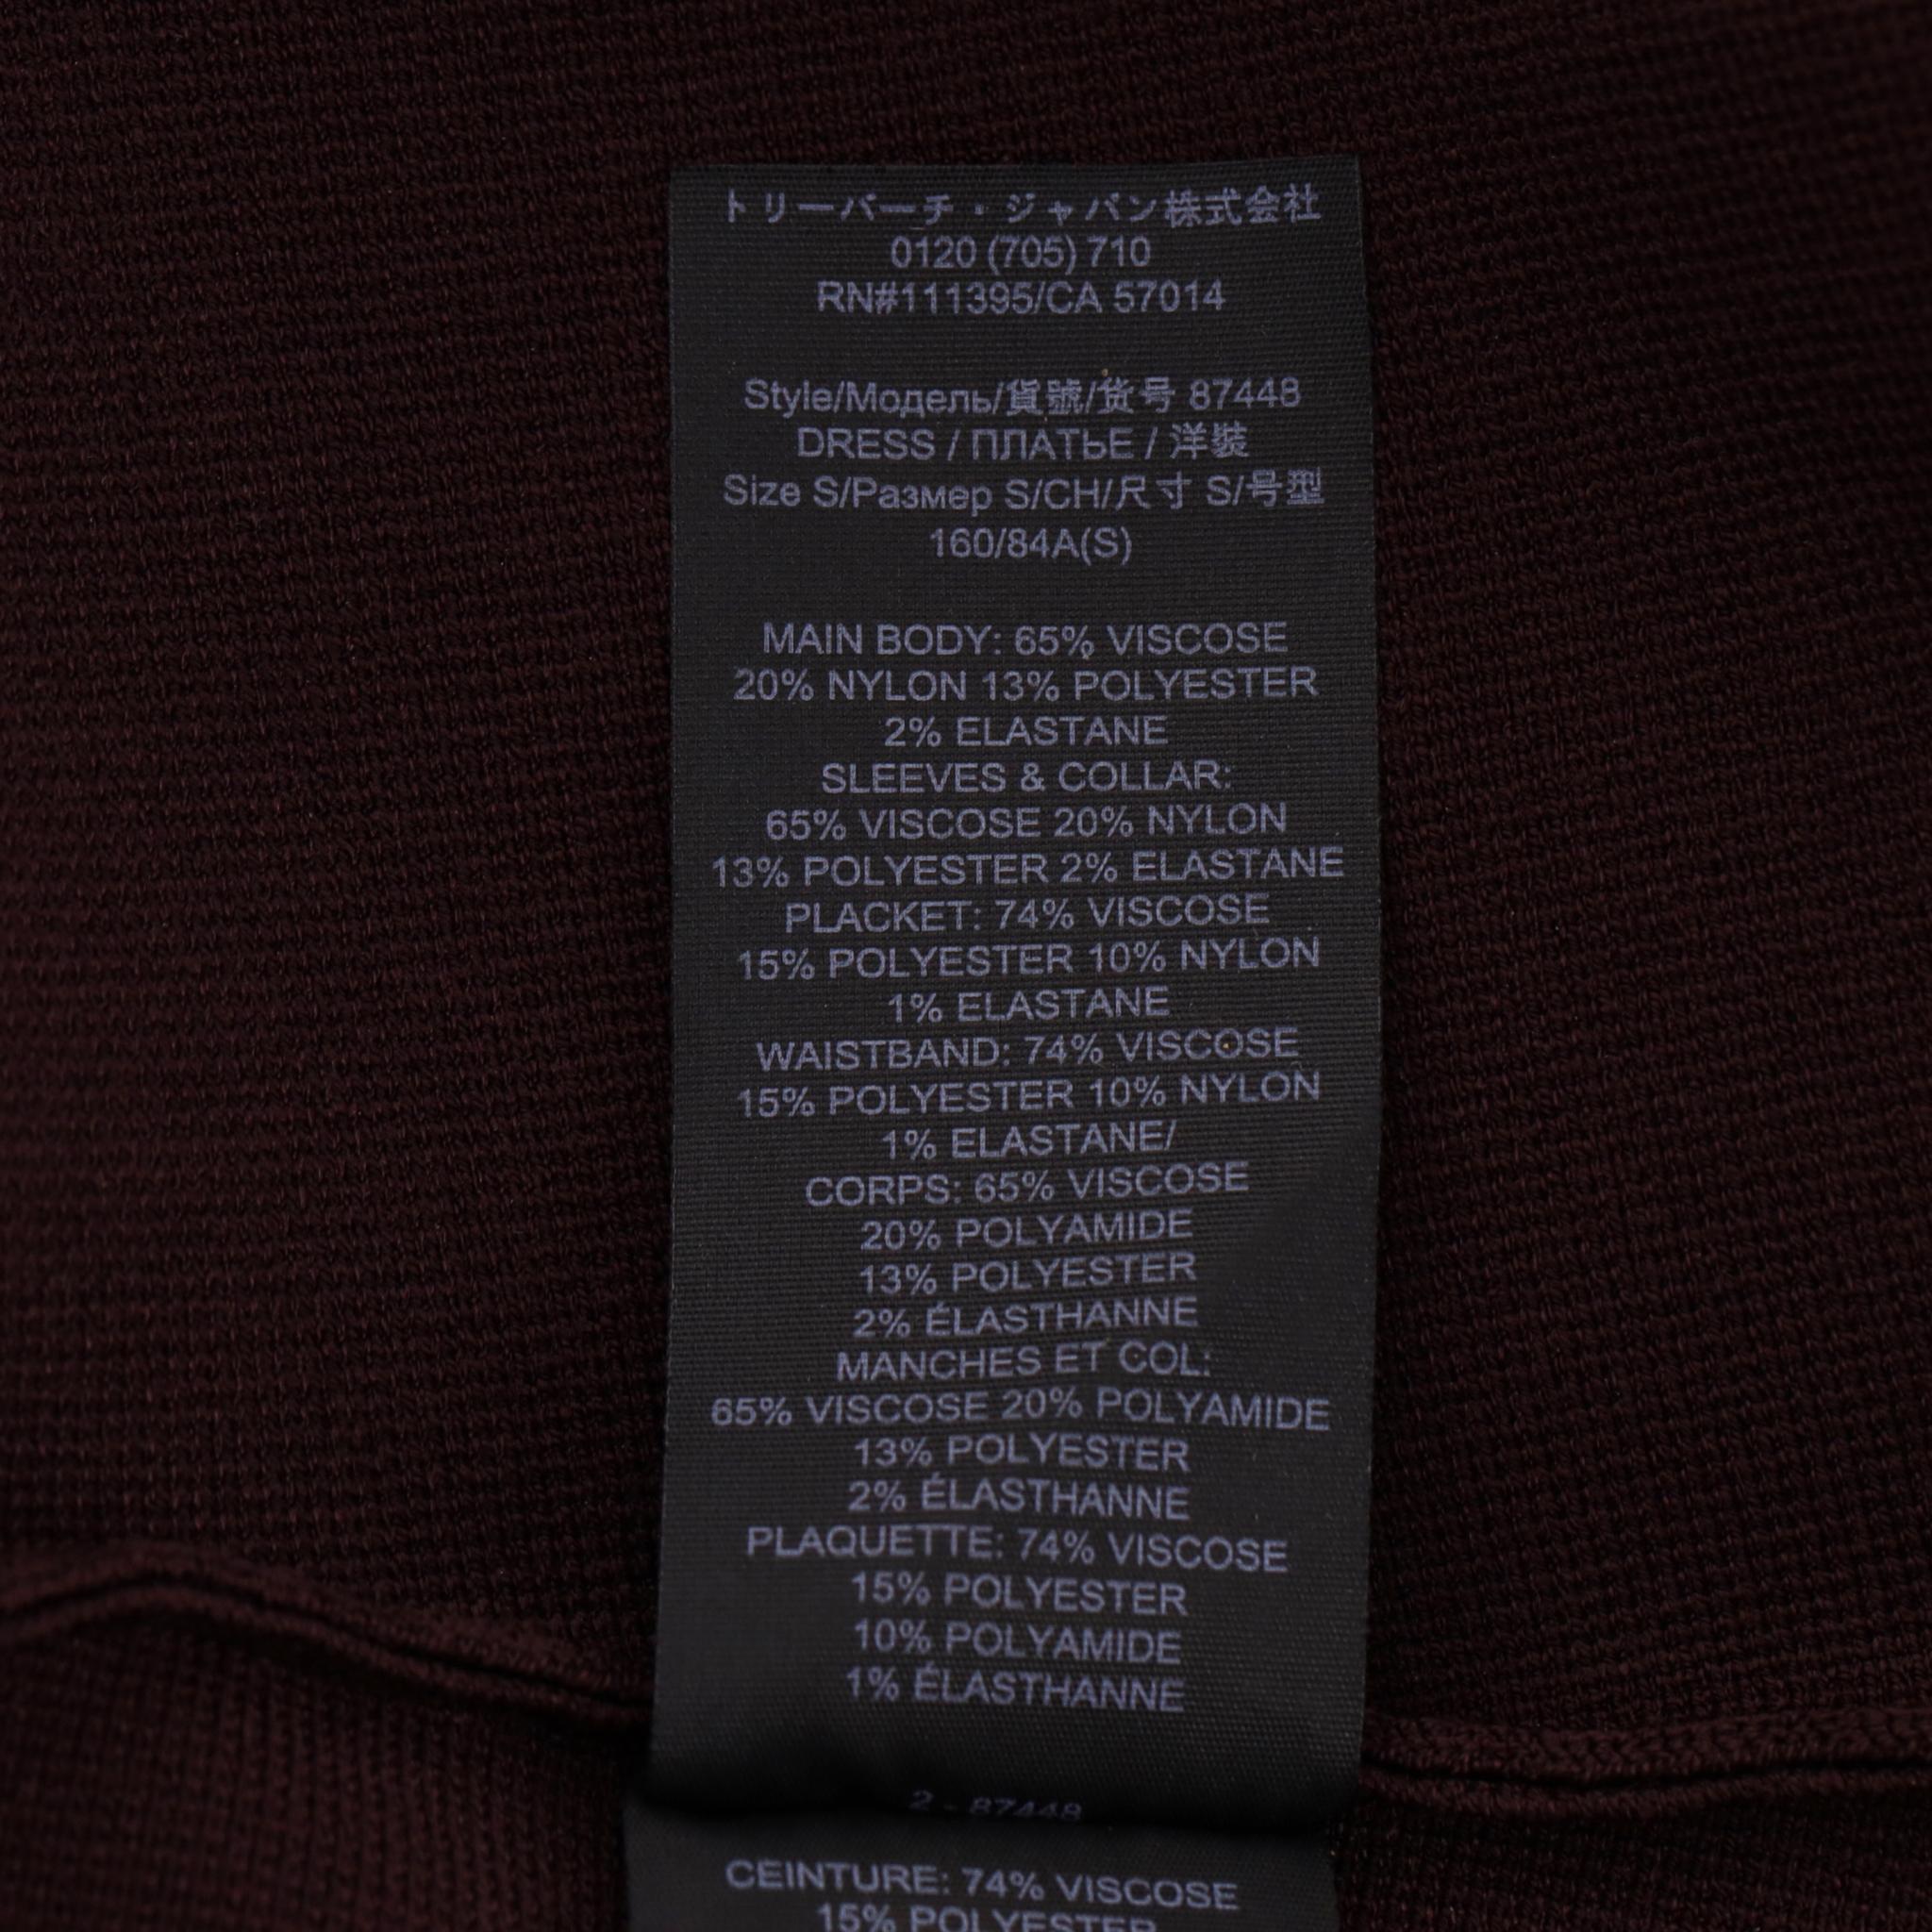 トリーバーチ・ジャパン株式会社
0120 (705) 710
RN#111395/CA 57014
Style/Модель/貨號/货号 87448
DRESS / ПЛАТЬЕ / 洋裝
Size S/Размер S/CH/尺寸 S/号型
160/84A(S)
MAIN BODY: 65% VISCOSE
20% NYLON 13% POLYESTER
2% ELASTANE
SLEEVES & COLLAR:
65% VISCOSE 20% NYLON
13% POLYESTER 2% ELASTANE
PLACKET: 74% VISCOSE
15% POLYESTER 10% NYLON
1% ELASTANE
WAISTBAND: 74% VISCOSE
15% POLYESTER 10% NYLON
1% ELASTANE/
CORPS: 65% VISCOSE
20% POLYAMIDE
13% POLYESTER
2% ÉLASTHANNE
MANCHES ET COL:
65% VISCOSE 20% POLYAMIDE
13% POLYESTER
2% ÉLASTHANNE
PLAQUETTE: 74% VISCOSE
15% POLYESTER
10% POLYAMIDE
1% ÉLASTHANNE
2 - 87448
CEINTURE: 74% VISCOSE
15% POLYESTER